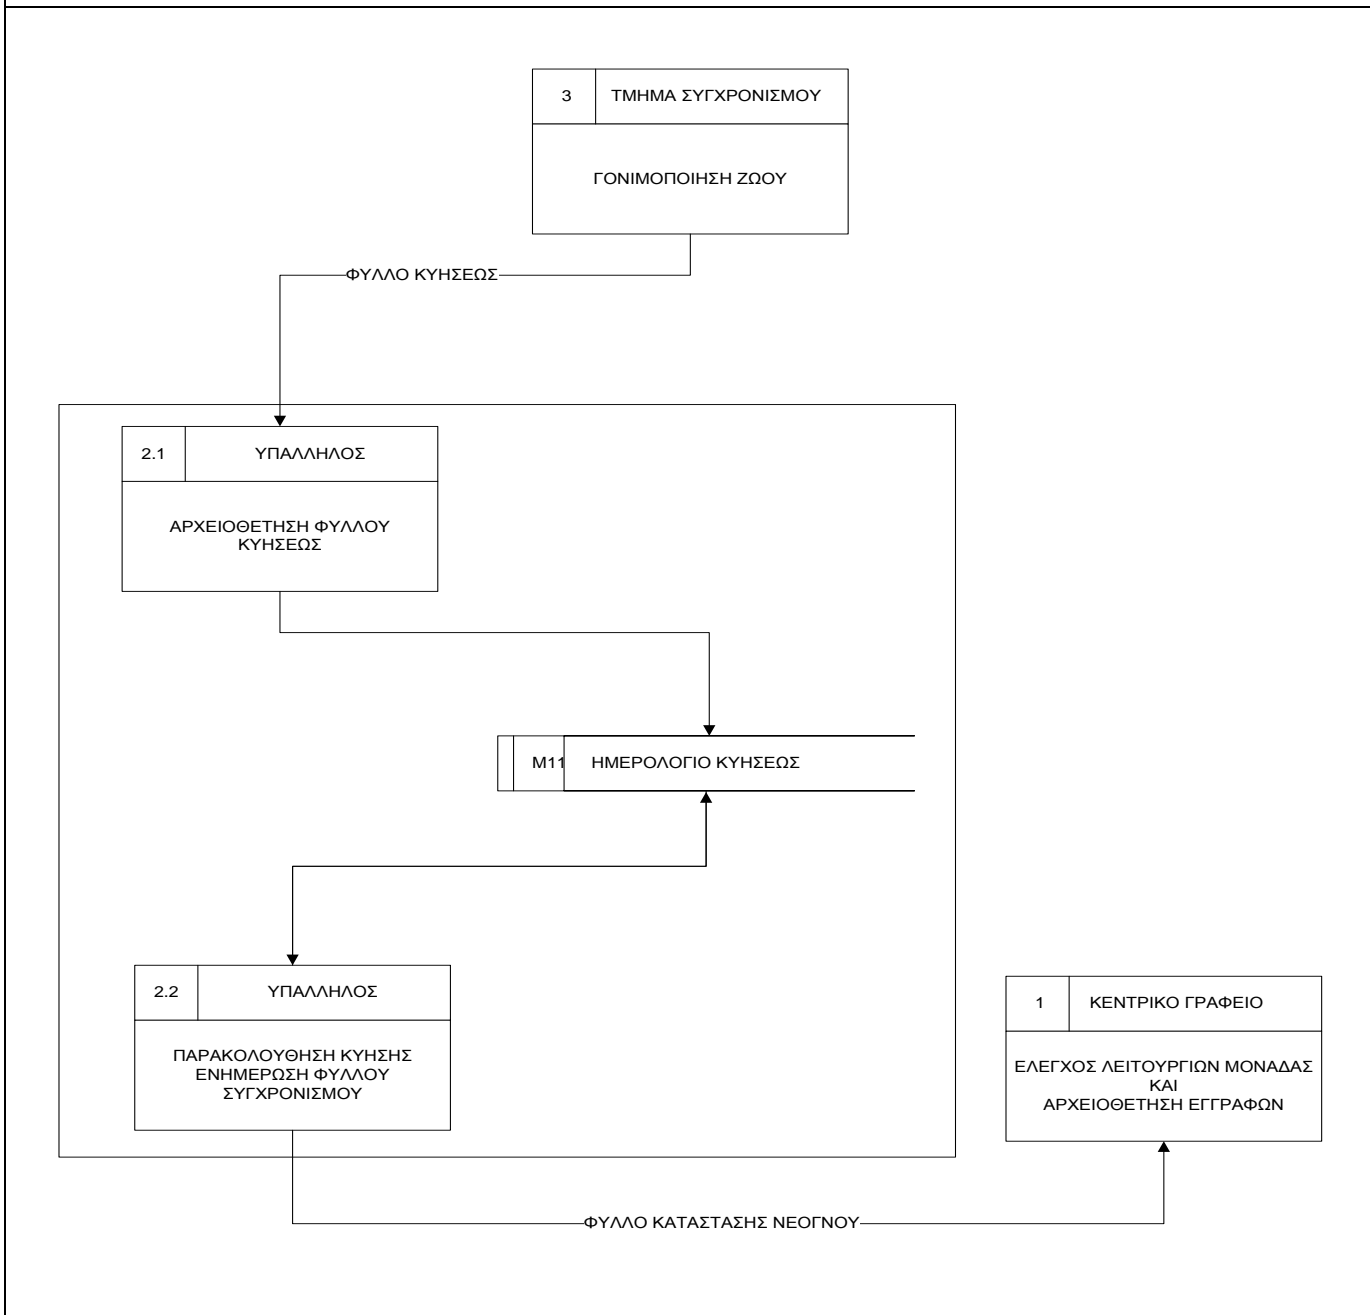 3 ΤΜΗΜΑ ΣΥΓΧΡΟΝΙΣΜΟΥ
ΓΟΝΙΜΟΠΟΙΗΣΗ ΖΩΟΥ
ΦΥΛΛΟ ΚΥΗΣΕΩΣ
2.1 ΥΠΑΛΛΗΛΟΣ
ΑΡΧΕΙΟΘΕΤΗΣΗ ΦΥΛΛΟΥ
ΚΥΗΣΕΩΣ
M11 ΗΜΕΡΟΛΟΓΙΟ ΚΥΗΣΕΩΣ
2.2 ΥΠΑΛΛΗΛΟΣ
ΠΑΡΑΚΟΛΟΥΘΗΣΗ ΚΥΗΣΗΣ
ΕΝΗΜΕΡΩΣΗ ΦΥΛΛΟΥ
ΣΥΓΧΡΟΝΙΣΜΟΥ
1 ΚΕΝΤΡΙΚΟ ΓΡΑΦΕΙΟ
ΕΛΕΓΧΟΣ ΛΕΙΤΟΥΡΓΙΩΝ ΜΟΝΑΔΑΣ
ΚΑΙ
ΑΡΧΕΙΟΘΕΤΗΣΗ ΕΓΓΡΑΦΩΝ
ΦΥΛΛΟ ΚΑΤΑΣΤΑΣΗΣ ΝΕΟΓΝΟΥ